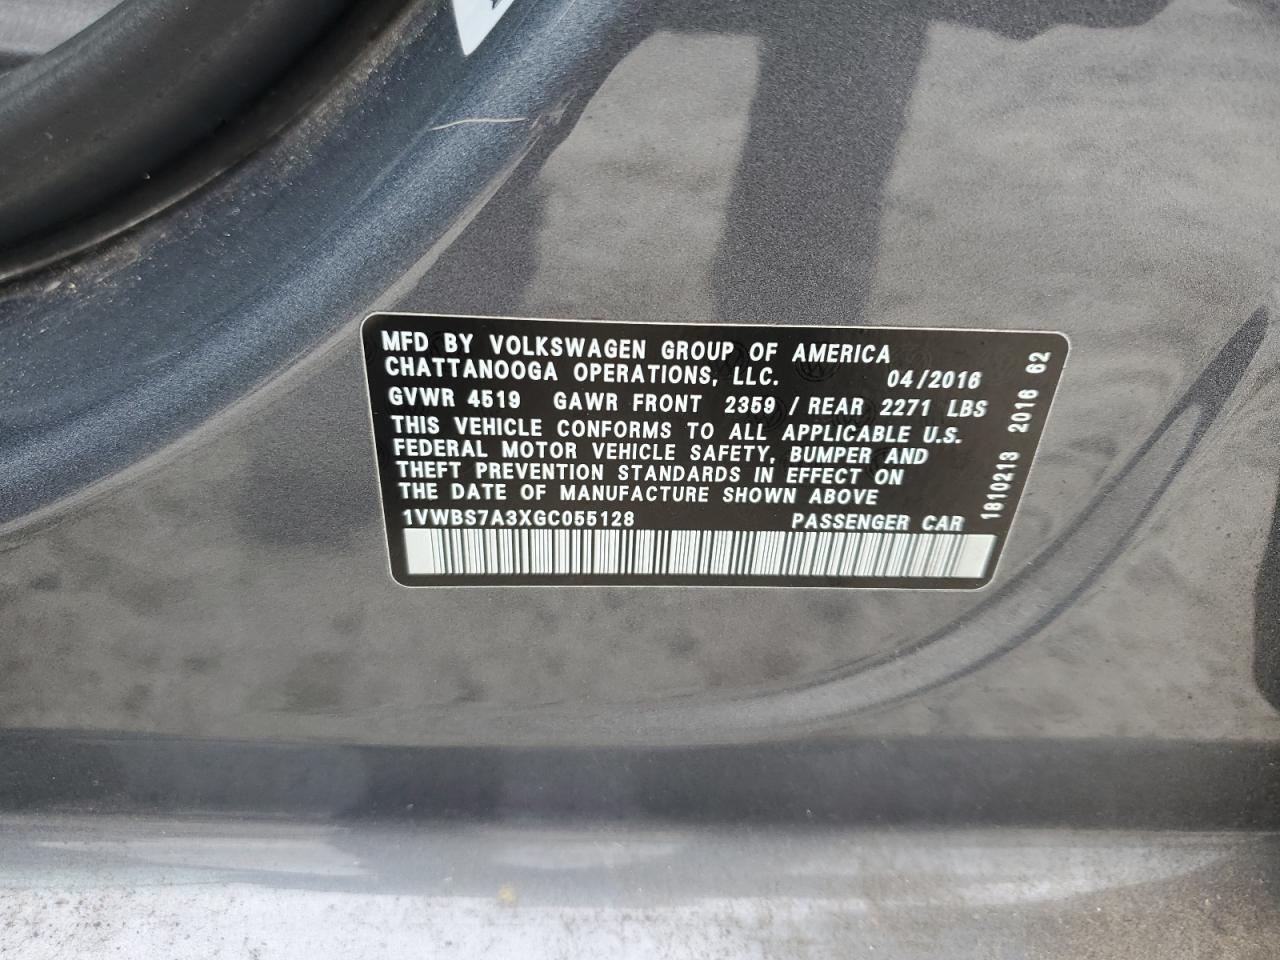 MFD BY VOLKSWAGEN GROUP OF AMERICA
CHATTANOOGA OPERATIONS, LLC. 04/2016
GVWR 4519 GAWR FRONT 2359 / REAR 2271 LBS
THIS VEHICLE CONFORMS TO ALL APPLICABLE U.S.
FEDERAL MOTOR VEHICLE SAFETY, BUMPER AND
THEFT PREVENTION STANDARDS IN EFFECT ON
THE DATE OF MANUFACTURE SHOWN ABOVE
1VWBS7A3XGC055128 PASSENGER CAR
1810213 2016 62